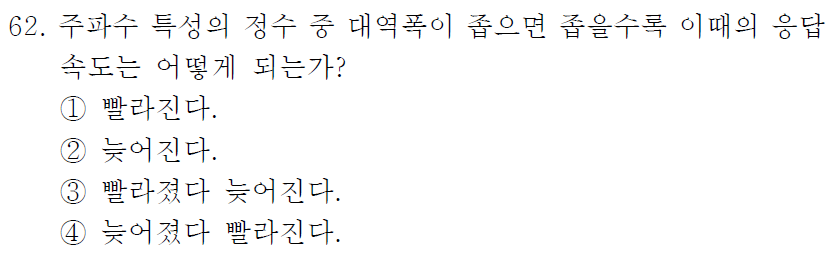 62. 주파수 특성의 정수 중 대역폭이 좁으면 좁을수록 이때의 응답
속도는 어떻게 되는가?
① 빨라진다.
② 늦어진다.
③ 빨라졌다 늦어진다.
④ 늦어졌다 빨라진다.